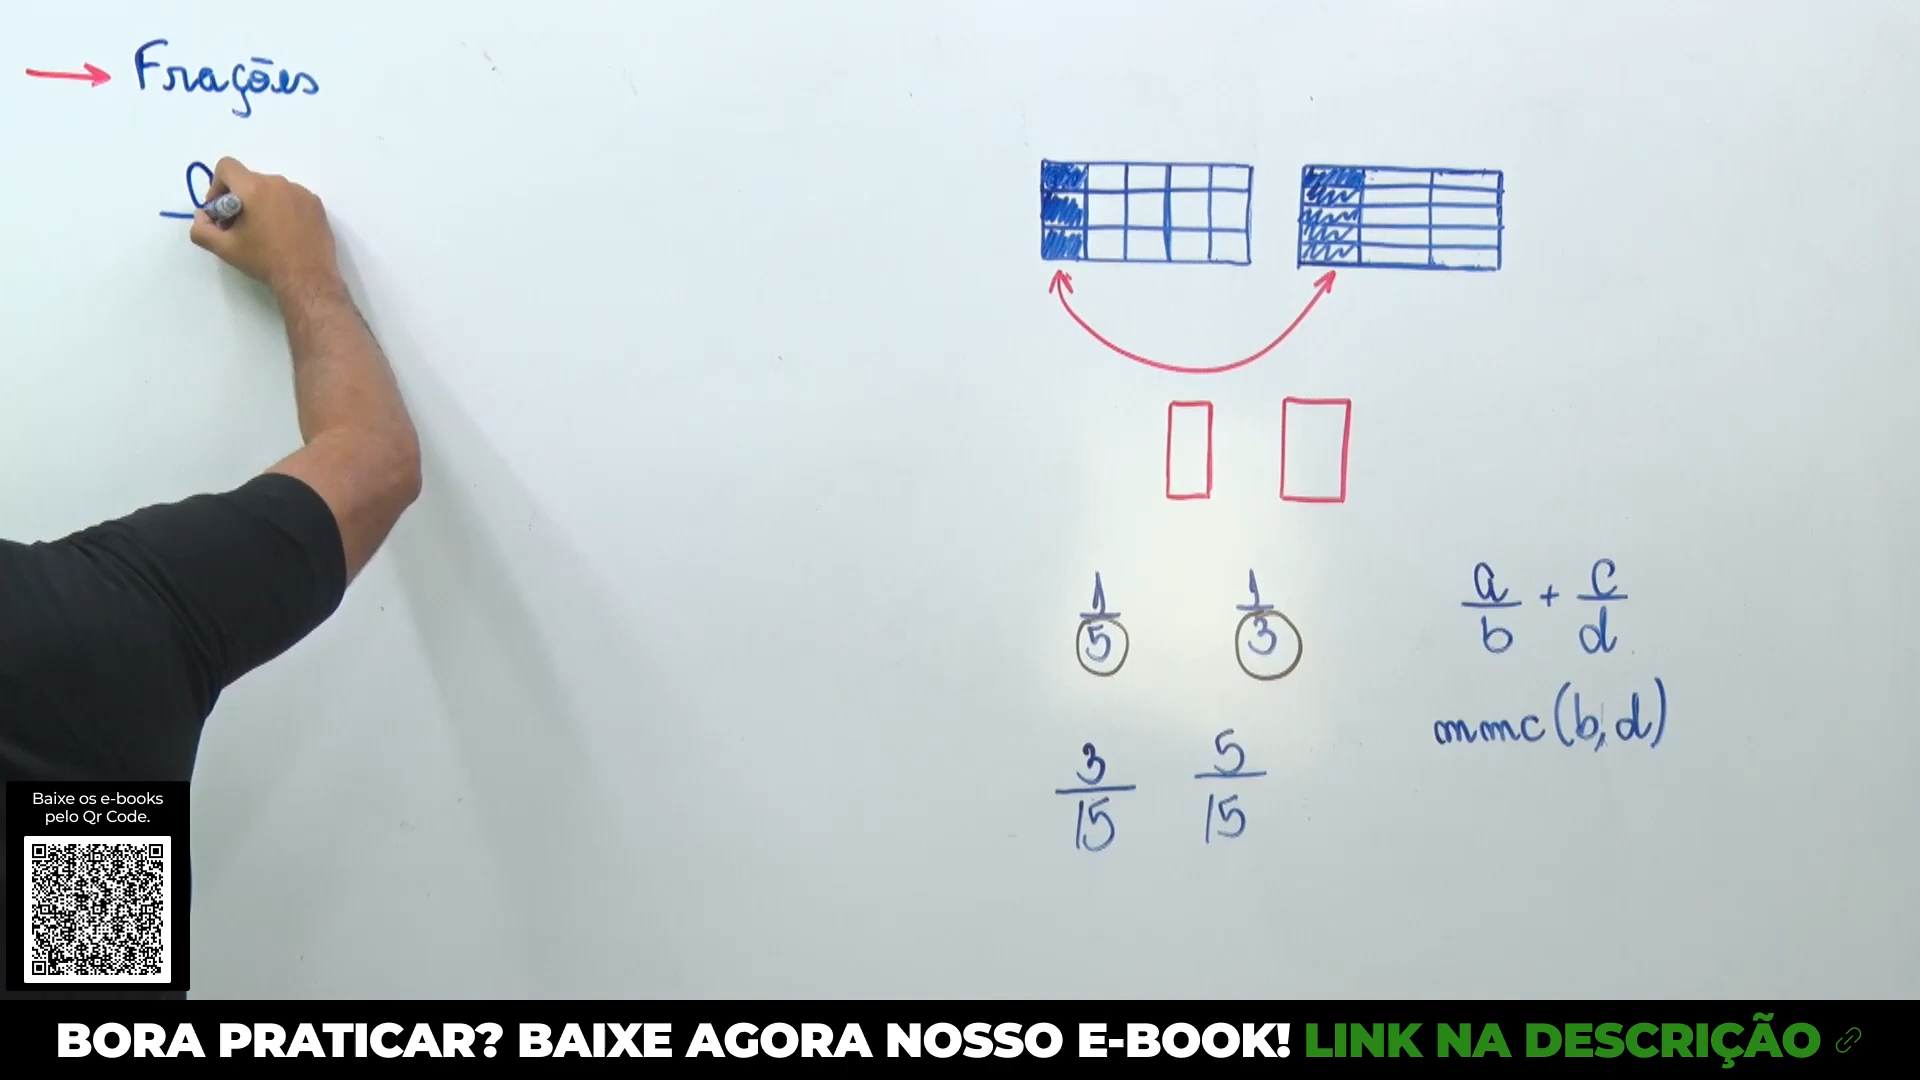 Frações
a
1/5 1/3
a/b + c/d
mmc (b, d)
3/15 5/15
Baixe os e-books
pelo Qr Code.
BORA PRATICAR? BAIXE AGORA NOSSO E-BOOK! LINK NA DESCRIÇÃO